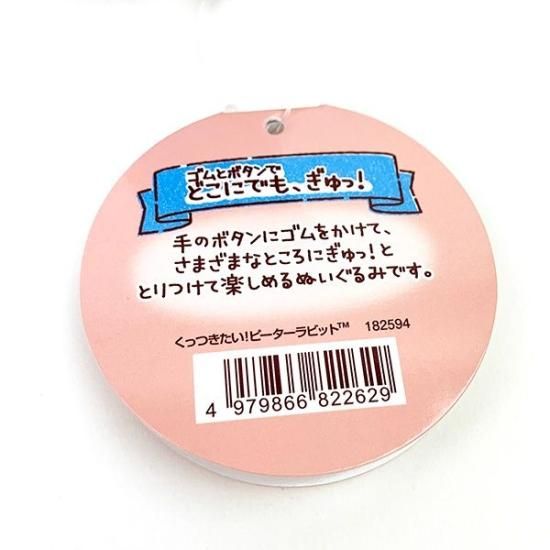 ゴムとボタンで
どこにでも、ぎゅっ!
手のボタンにゴムをかけて、
さまざまなところにぎゅっ!と
とりつけて楽しめるぬいぐるみです。
くっつきたい!ピーターラビット™ 182594
4 979866 822629